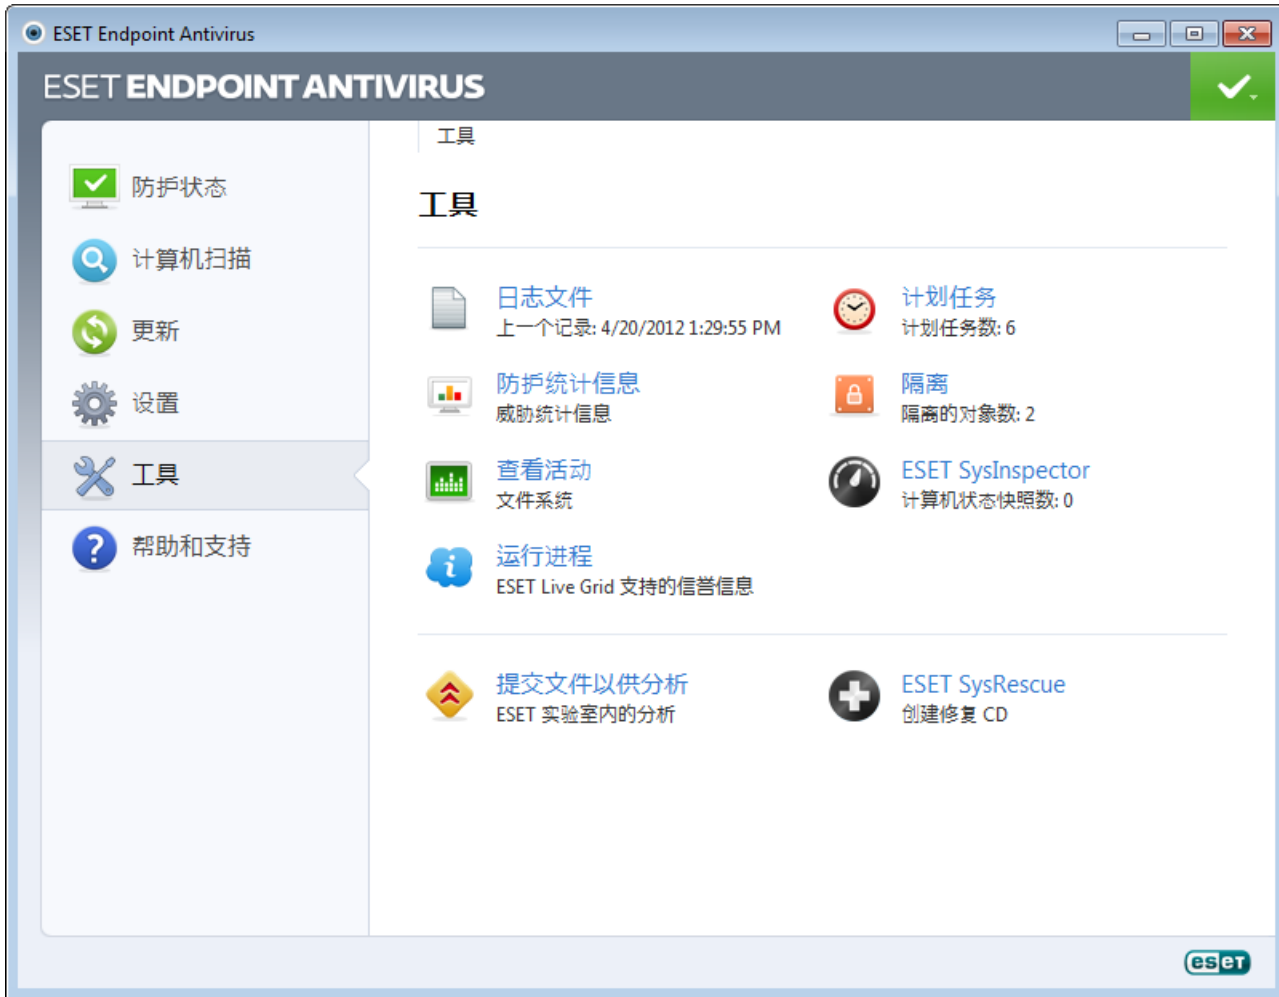 ESET Endpoint Antivirus
ESET ENDPOINT ANTIVIRUS
防护状态
计算机扫描
更新
设置
工具
帮助和支持
工具
工具
日志文件
上一个记录: 4/20/2012 1:29:55 PM
计划任务
计划任务数: 6
防护统计信息
威胁统计信息
隔离
隔离的对象数: 2
查看活动
文件系统
ESET SysInspector
计算机状态快照数: 0
运行进程
ESET Live Grid 支持的信誉信息
提交文件以供分析
ESET 实验室内的分析
ESET SysRescue
创建修复 CD
eseT